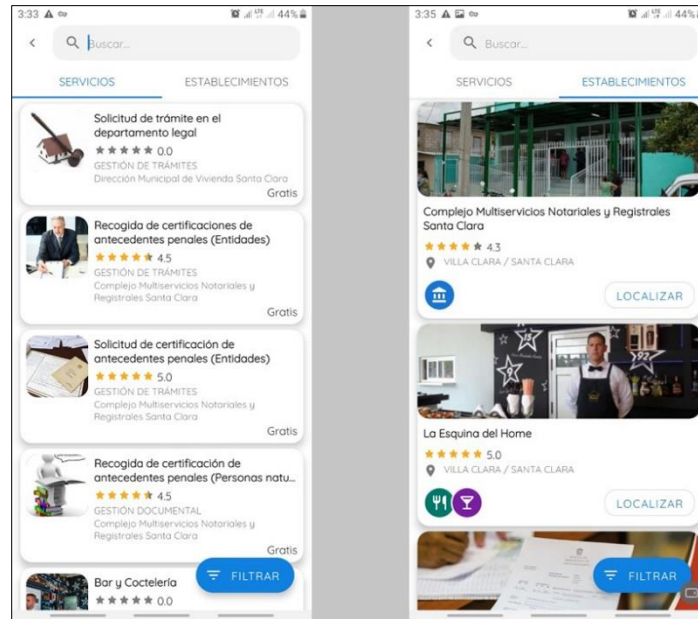 3:33
LTE
44%
Buscar...
SERVICIOS
ESTABLECIMIENTOS
Solicitud de trámite en el
departamento legal
0.0
GESTIÓN DE TRÁMITES
Dirección Municipal de Vivienda Santa Clara
Gratis
Recogida de certificaciones de
antecedentes penales (Entidades)
4.5
GESTIÓN DE TRÁMITES
Complejo Multiservicios Notariales y
Registrales Santa Clara
Gratis
Solicitud de certificación de
antecedentes penales (Entidades)
5.0
GESTIÓN DE TRÁMITES
Complejo Multiservicios Notariales y
Registrales Santa Clara
Gratis
Recogida de certificación de
antecedentes penales (Personas natu...
4.5
GESTIÓN DOCUMENTAL
Complejo Multiservicios Notariales y
Registrales Santa Clara
Gratis
Bar y Coctelería
0.0
FILTRAR
3:35
LTE
44%
Buscar...
SERVICIOS
ESTABLECIMIENTOS
Complejo Multiservicios Notariales y Registrales
Santa Clara
4.3
VILLA CLARA / SANTA CLARA
LOCALIZAR
15
9
92
La Esquina del Home
5.0
VILLA CLARA / SANTA CLARA
LOCALIZAR
FILTRAR